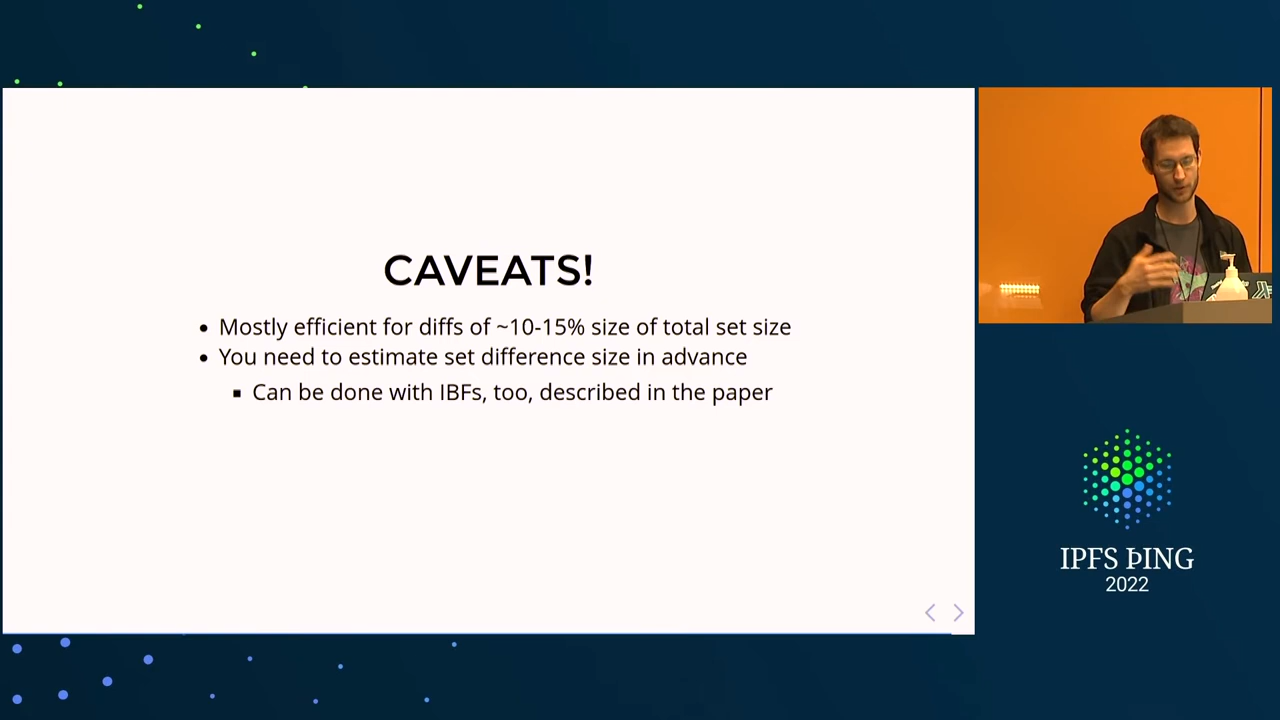 CAVEATS!
Mostly efficient for diffs of ~10-15% size of total set size
You need to estimate set difference size in advance
Can be done with IBFs, too, described in the paper
IPFS ÞING
2022